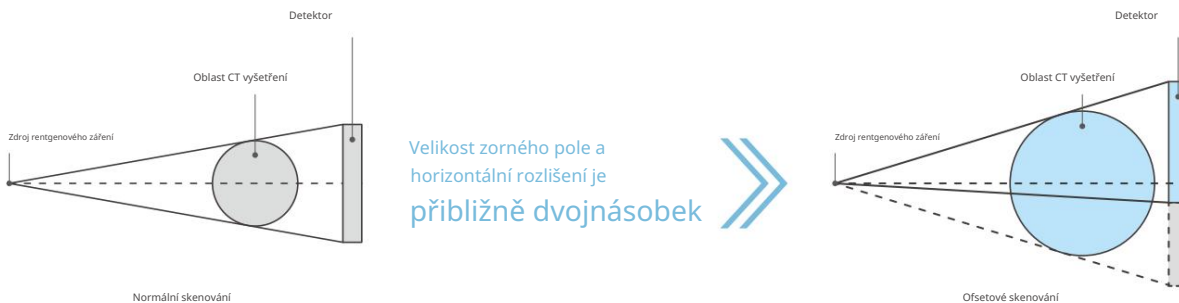 Detektor
Oblast CT vyšetření
Zdroj rentgenového záření
Normální skenování
Velikost zorného pole a
horizontální rozlišení je
přibližně dvojnásobek
Detektor
Oblast CT vyšetření
Zdroj rentgenového záření
Ofsetové skenování